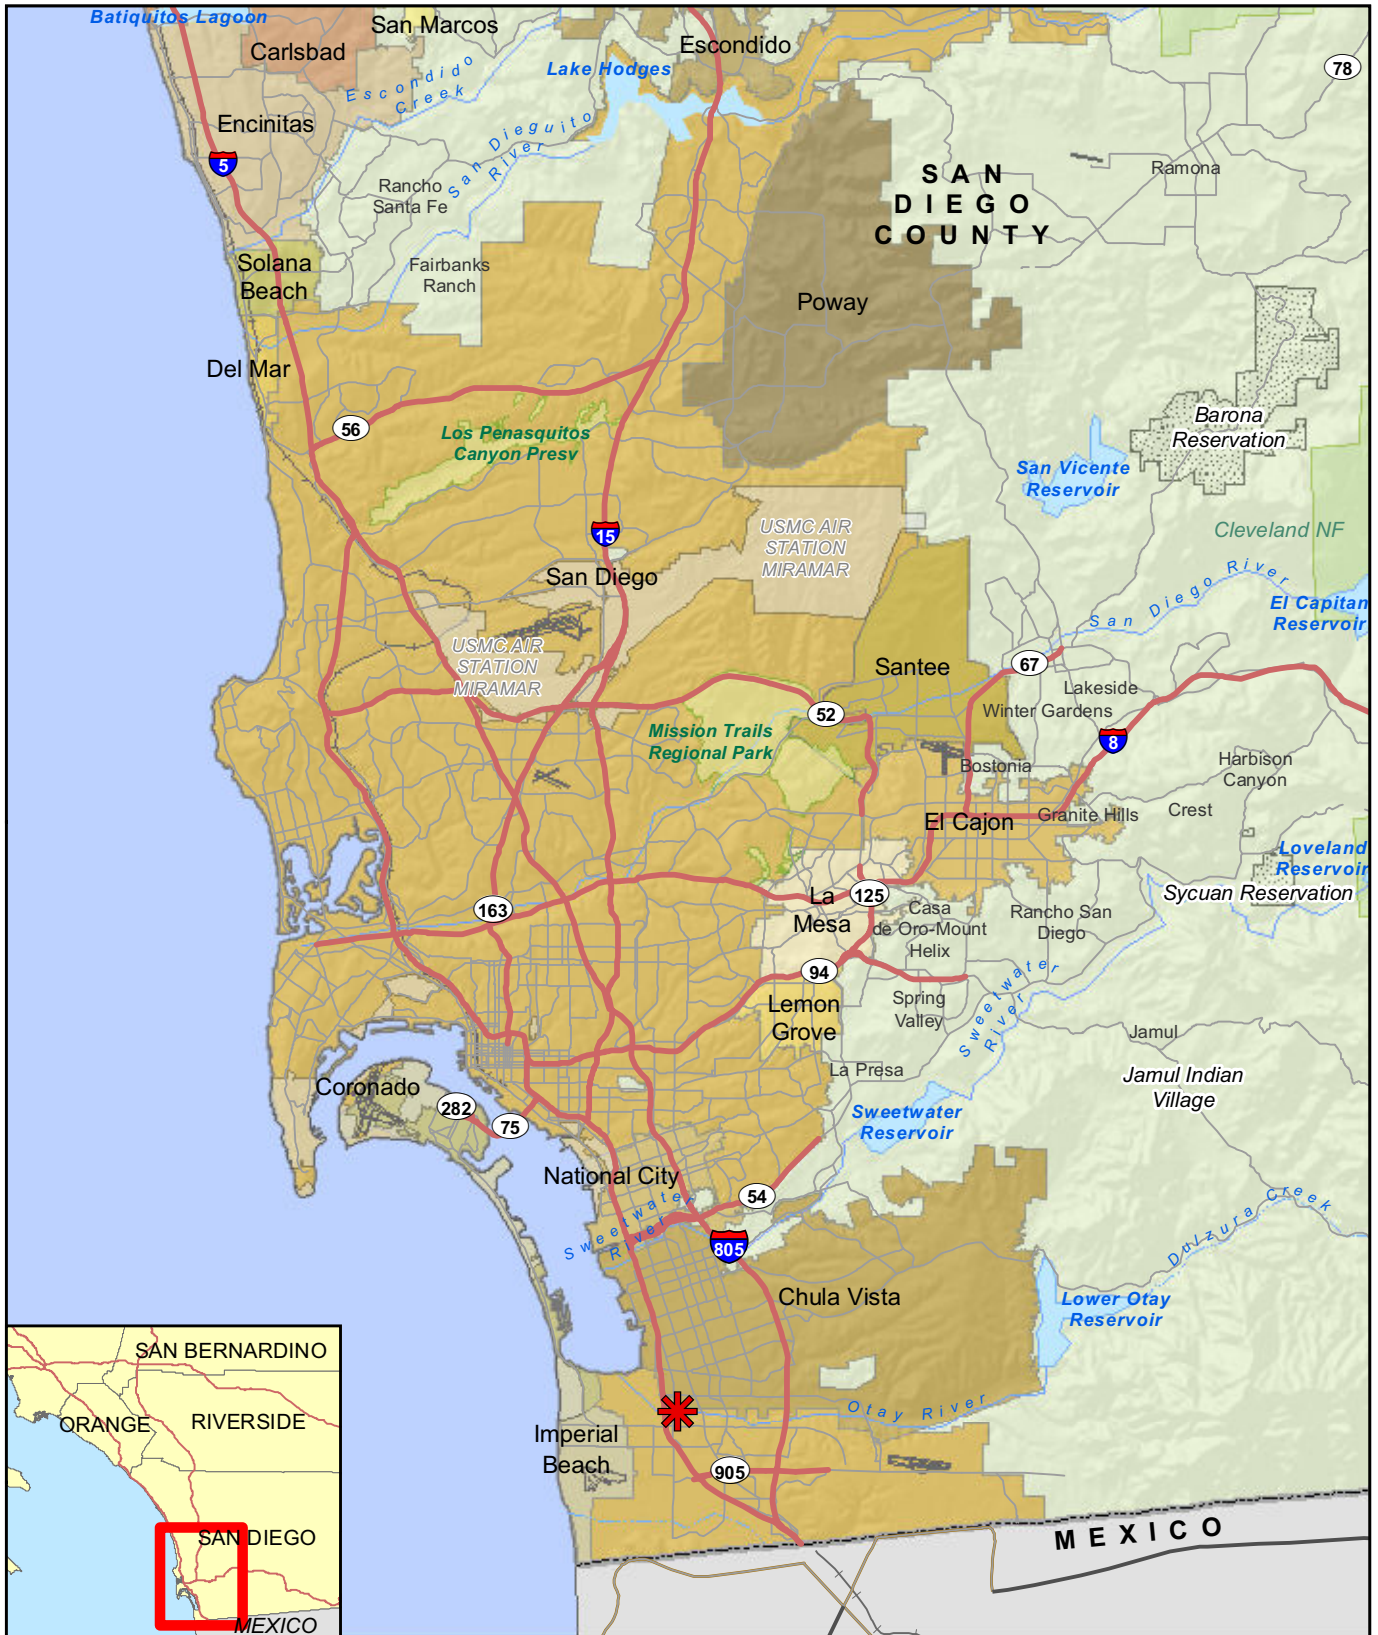 Batiquitos Lagoon
San Marcos
Carlsbad
Escondido
Escondido
Creek
Lake Hodges
78
Encinitas
San Dieguito
River
5
Rancho
Santa Fe
SAN
DIEGO
COUNTY
Ramona
Solana
Beach
Fairbanks
Ranch
Poway
Del Mar
56
Los Penasquitos
Canyon Presv
Barona
Reservation
San Vicente
Reservoir
15
USMC AIR
STATION
MIRAMAR
Cleveland NF
San Diego
San Diego River
El Capitan
Reservoir
USMC AIR
STATION
MIRAMAR
Santee
67
Lakeside
Winter Gardens
52
Mission Trails
Regional Park
8
Bostonia
Harbison
Canyon
El Cajon
Granite Hills
Crest
Loveland
Reservoir
Sycuan Reservation
La
Mesa
125
163
Casa
de Oro-Mount
Helix
Rancho San
Diego
94
Sweetwater
River
Lemon
Grove
Spring
Valley
Jamul
La Presa
Jamul Indian
Village
Coronado
282
75
Sweetwater
Reservoir
National City
54
Sweetwater
River
805
Dulzura Creek
Chula Vista
Lower Otay
Reservoir
Otay River
Imperial
Beach
905
MEXICO
SAN BERNARDINO
ORANGE
RIVERSIDE
SAN DIEGO
MEXICO